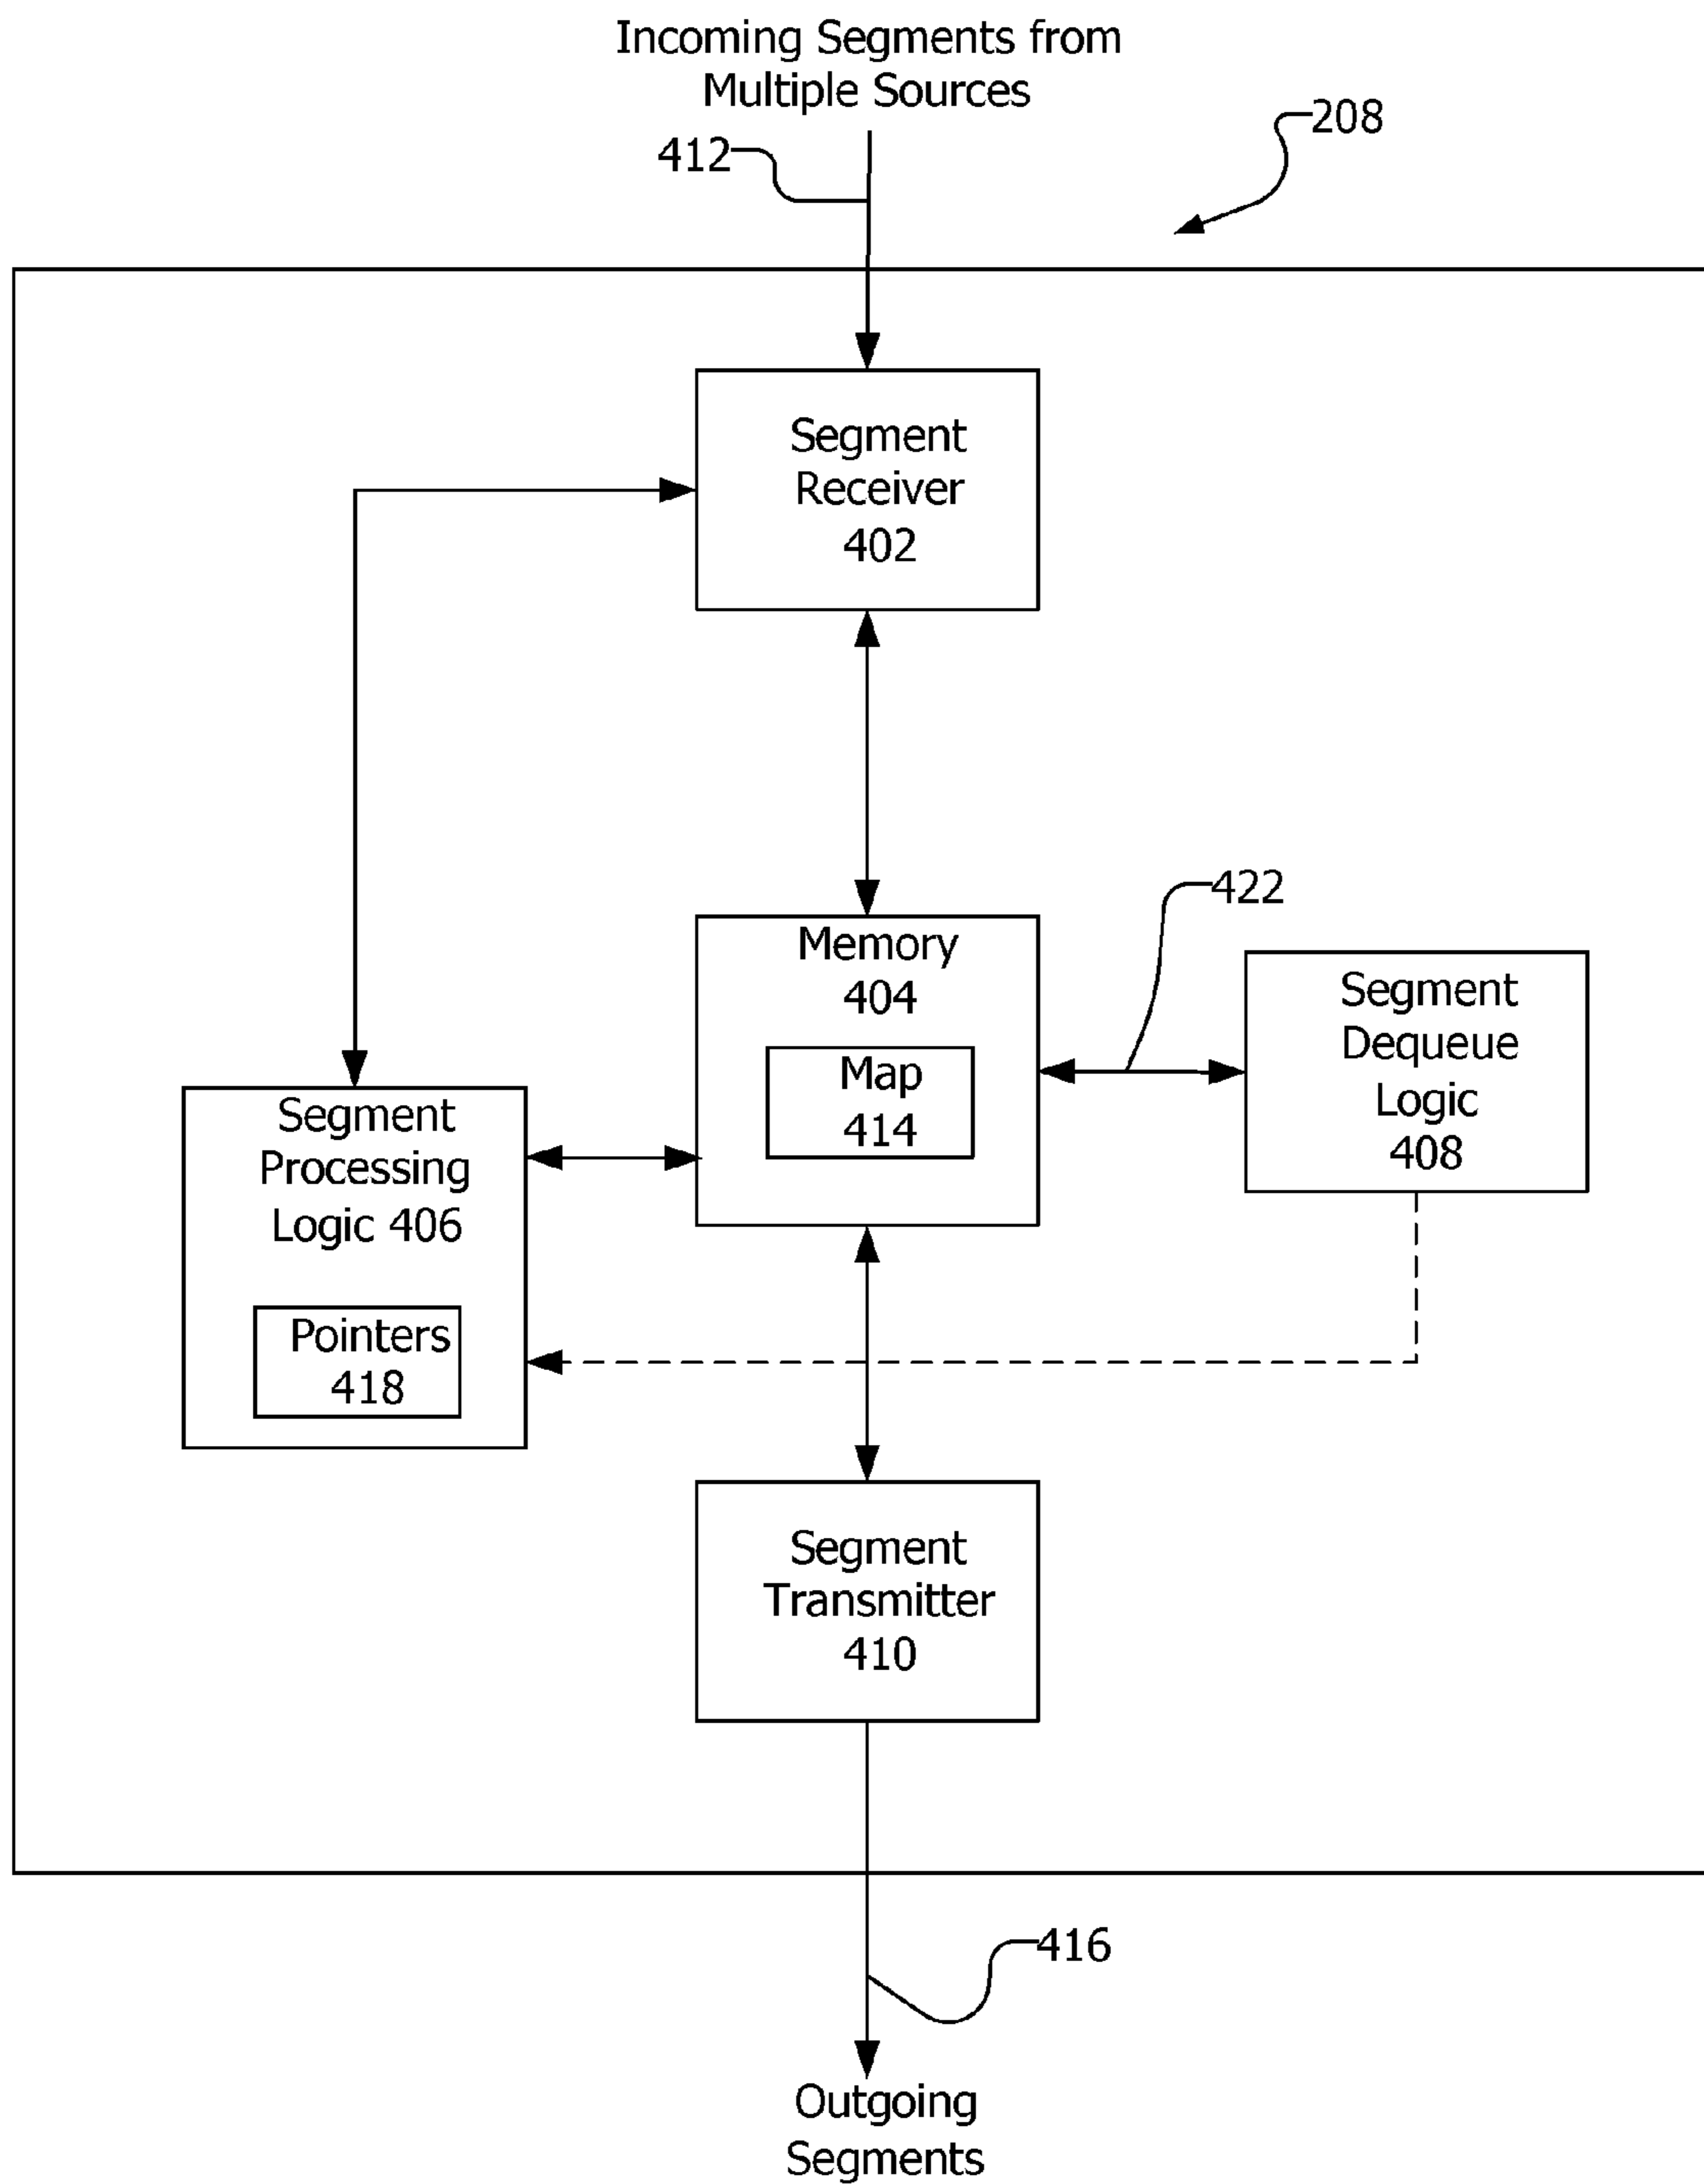 Incoming Segments from
Multiple Sources
208
412
Segment
Receiver
402
422
Memory
404
Map
414
Segment
Dequeue
Logic
408
Segment
Processing
Logic 406
Pointers
418
Segment
Transmitter
410
416
Outgoing
Segments